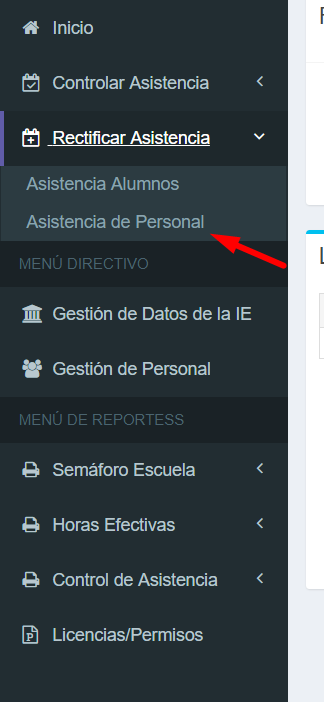 Inicio
Controlar Asistencia
Rectificar Asistencia
Asistencia Alumnos
Asistencia de Personal
MENÚ DIRECTIVO
Gestión de Datos de la IE
Gestión de Personal
MENÚ DE REPORTESS
Semáforo Escuela
Horas Efectivas
Control de Asistencia
Licencias/Permisos